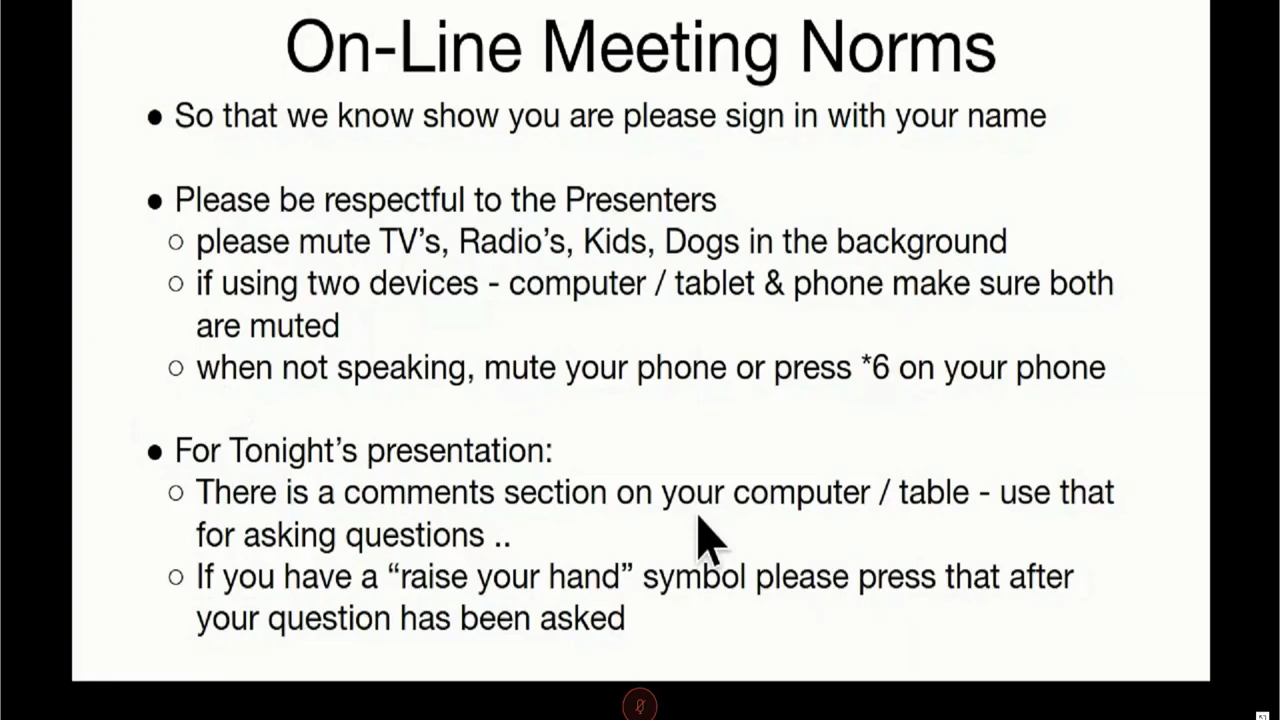 On-Line Meeting Norms
● So that we know show you are please sign in with your name
● Please be respectful to the Presenters
○ please mute TV’s, Radio’s, Kids, Dogs in the background
○ if using two devices - computer / tablet & phone make sure both
are muted
○ when not speaking, mute your phone or press *6 on your phone
● For Tonight’s presentation:
○ There is a comments section on your computer / table - use that
for asking questions ..
○ If you have a “raise your hand” symbol please press that after
your question has been asked